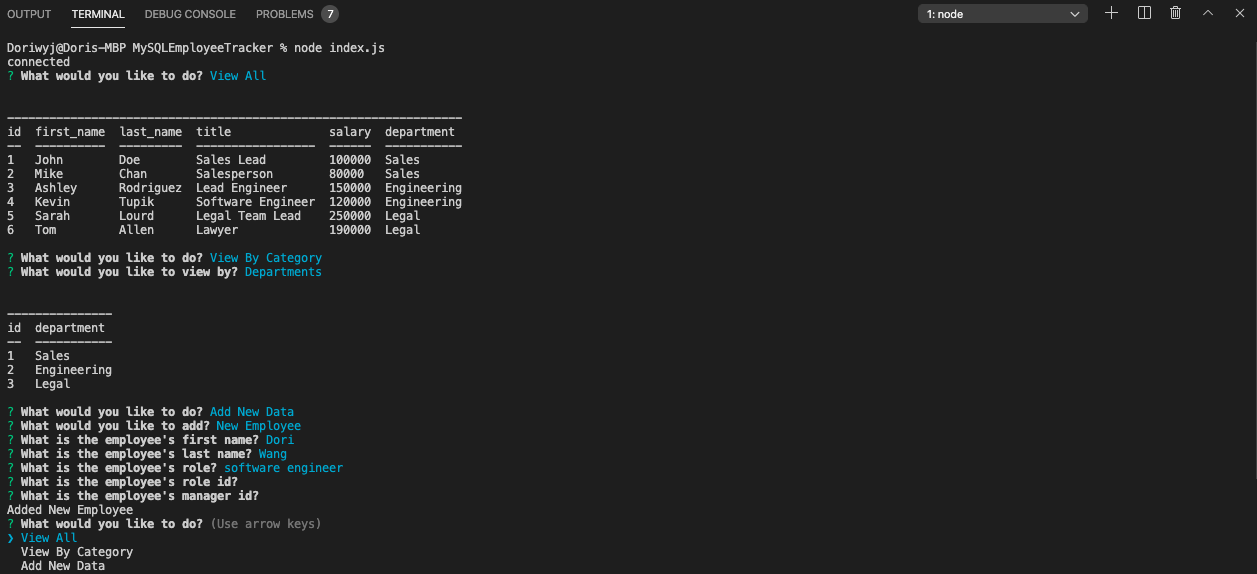 OUTPUT TERMINAL DEBUG CONSOLE PROBLEMS 7 1: node
Doriwyj@Doris-MBP MySQLEmployeeTracker % node index.js
connected
? What would you like to do? View All
id first_name last_name title salary department
1 John Doe Sales Lead 100000 Sales
2 Mike Chan Salesperson 80000 Sales
3 Ashley Rodriguez Lead Engineer 150000 Engineering
4 Kevin Tupik Software Engineer 120000 Engineering
5 Sarah Lourd Legal Team Lead 250000 Legal
6 Tom Allen Lawyer 190000 Legal
? What would you like to do? View By Category
? What would you like to view by? Departments
id department
1 Sales
2 Engineering
3 Legal
? What would you like to do? Add New Data
? What would you like to add? New Employee
? What is the employee's first name? Dori
? What is the employee's last name? Wang
? What is the employee's role? software engineer
? What is the employee's role id?
? What is the employee's manager id?
Added New Employee
? What would you like to do? (Use arrow keys)
❯ View All
View By Category
Add New Data